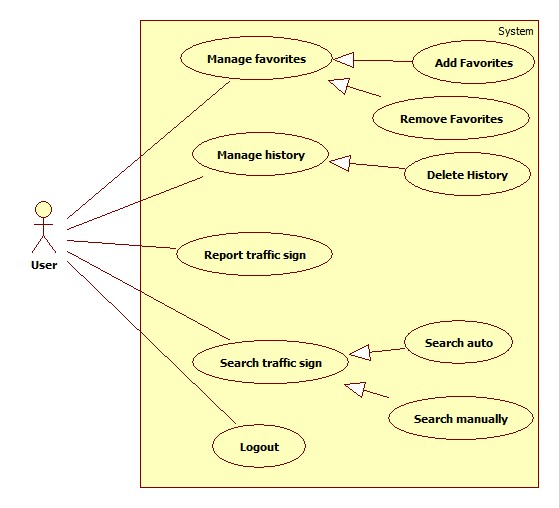 System
Manage favorites
Add Favorites
Remove Favorites
Manage history
Delete History
User
Report traffic sign
Search auto
Search traffic sign
Search manually
Logout